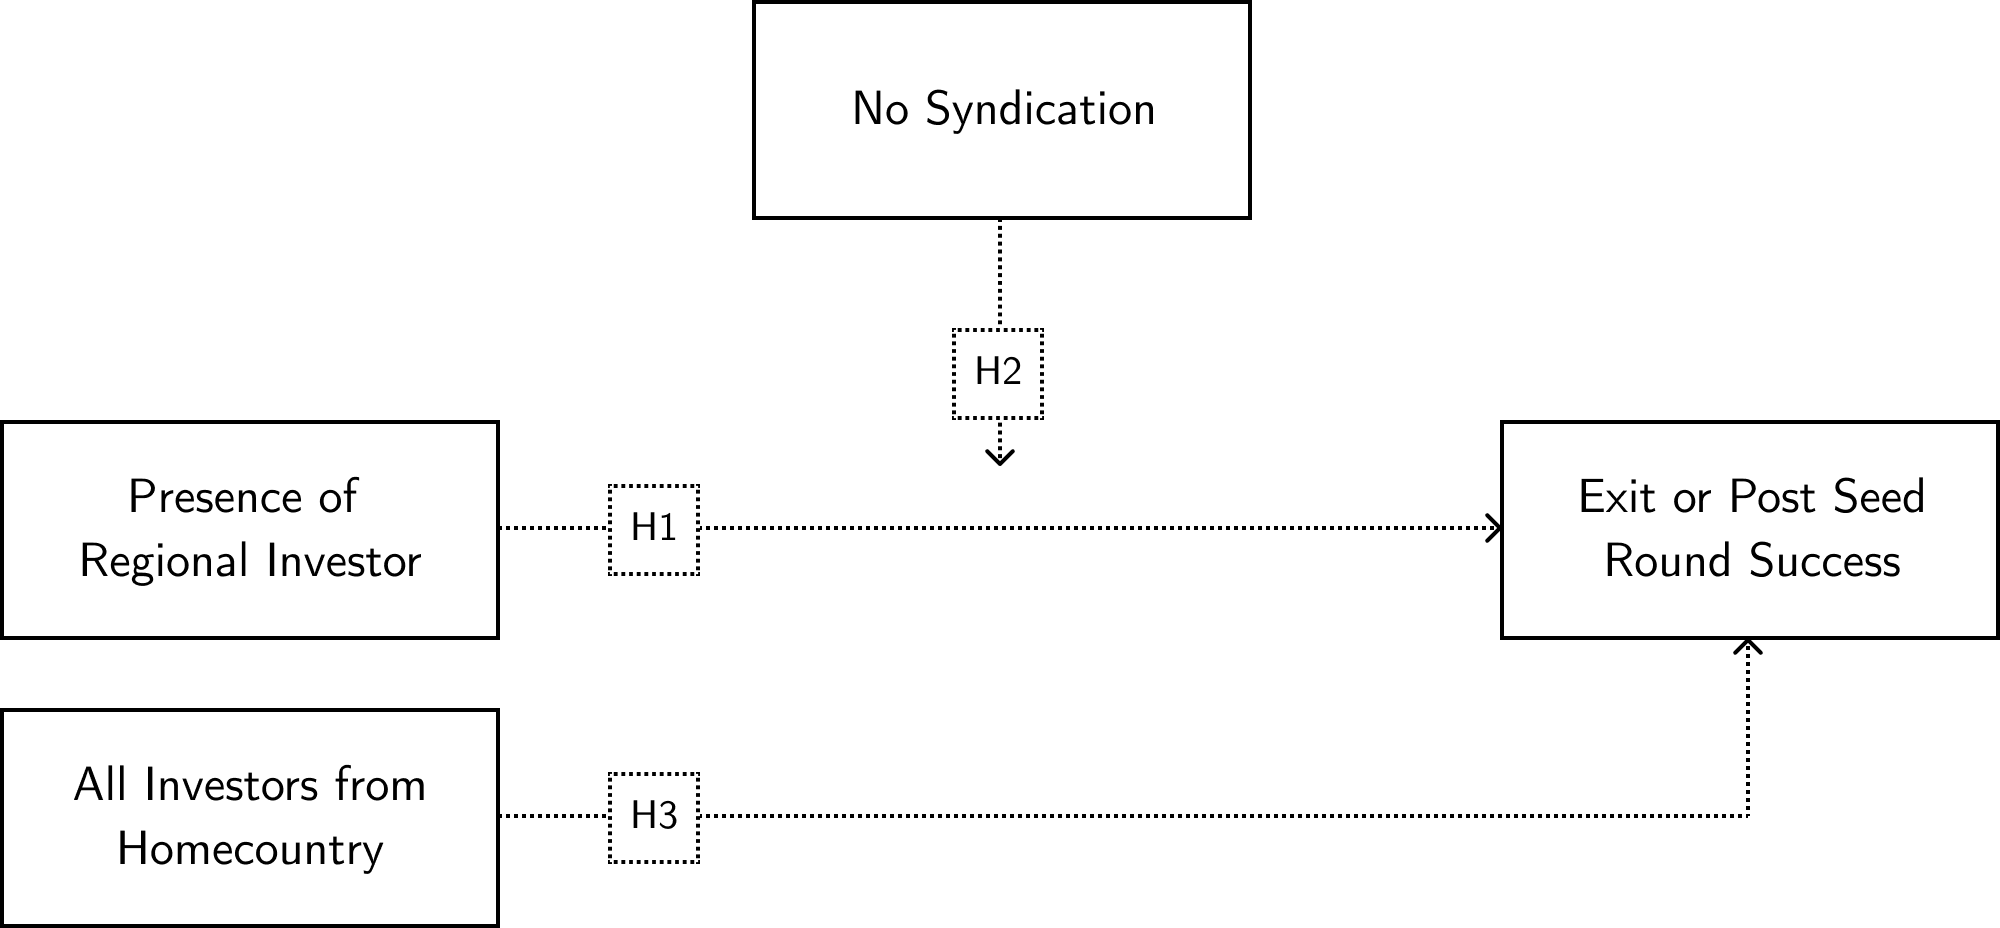 No Syndication
H2
Presence of
Regional Investor
H1
Exit or Post Seed
Round Success
All Investors from
Homecountry
H3